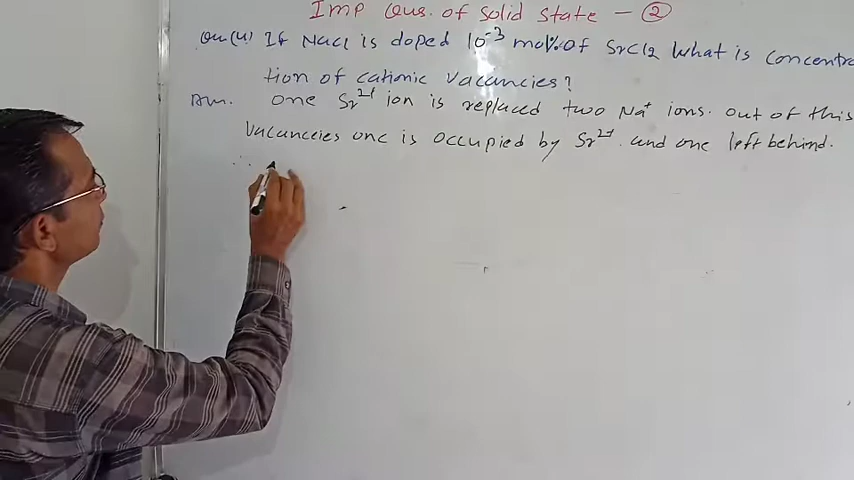 Imp Qus. of Solid State - 2
Qu(4) If NaCl is doped 10⁻³ mol% of SrCl2 What is concentra
tion of cationic vacancies?
Ans. One Sr²⁺ ion is replaced two Na⁺ ions. Out of this
vacanceies one is occupied by Sr²⁺ and one left behind.
∴